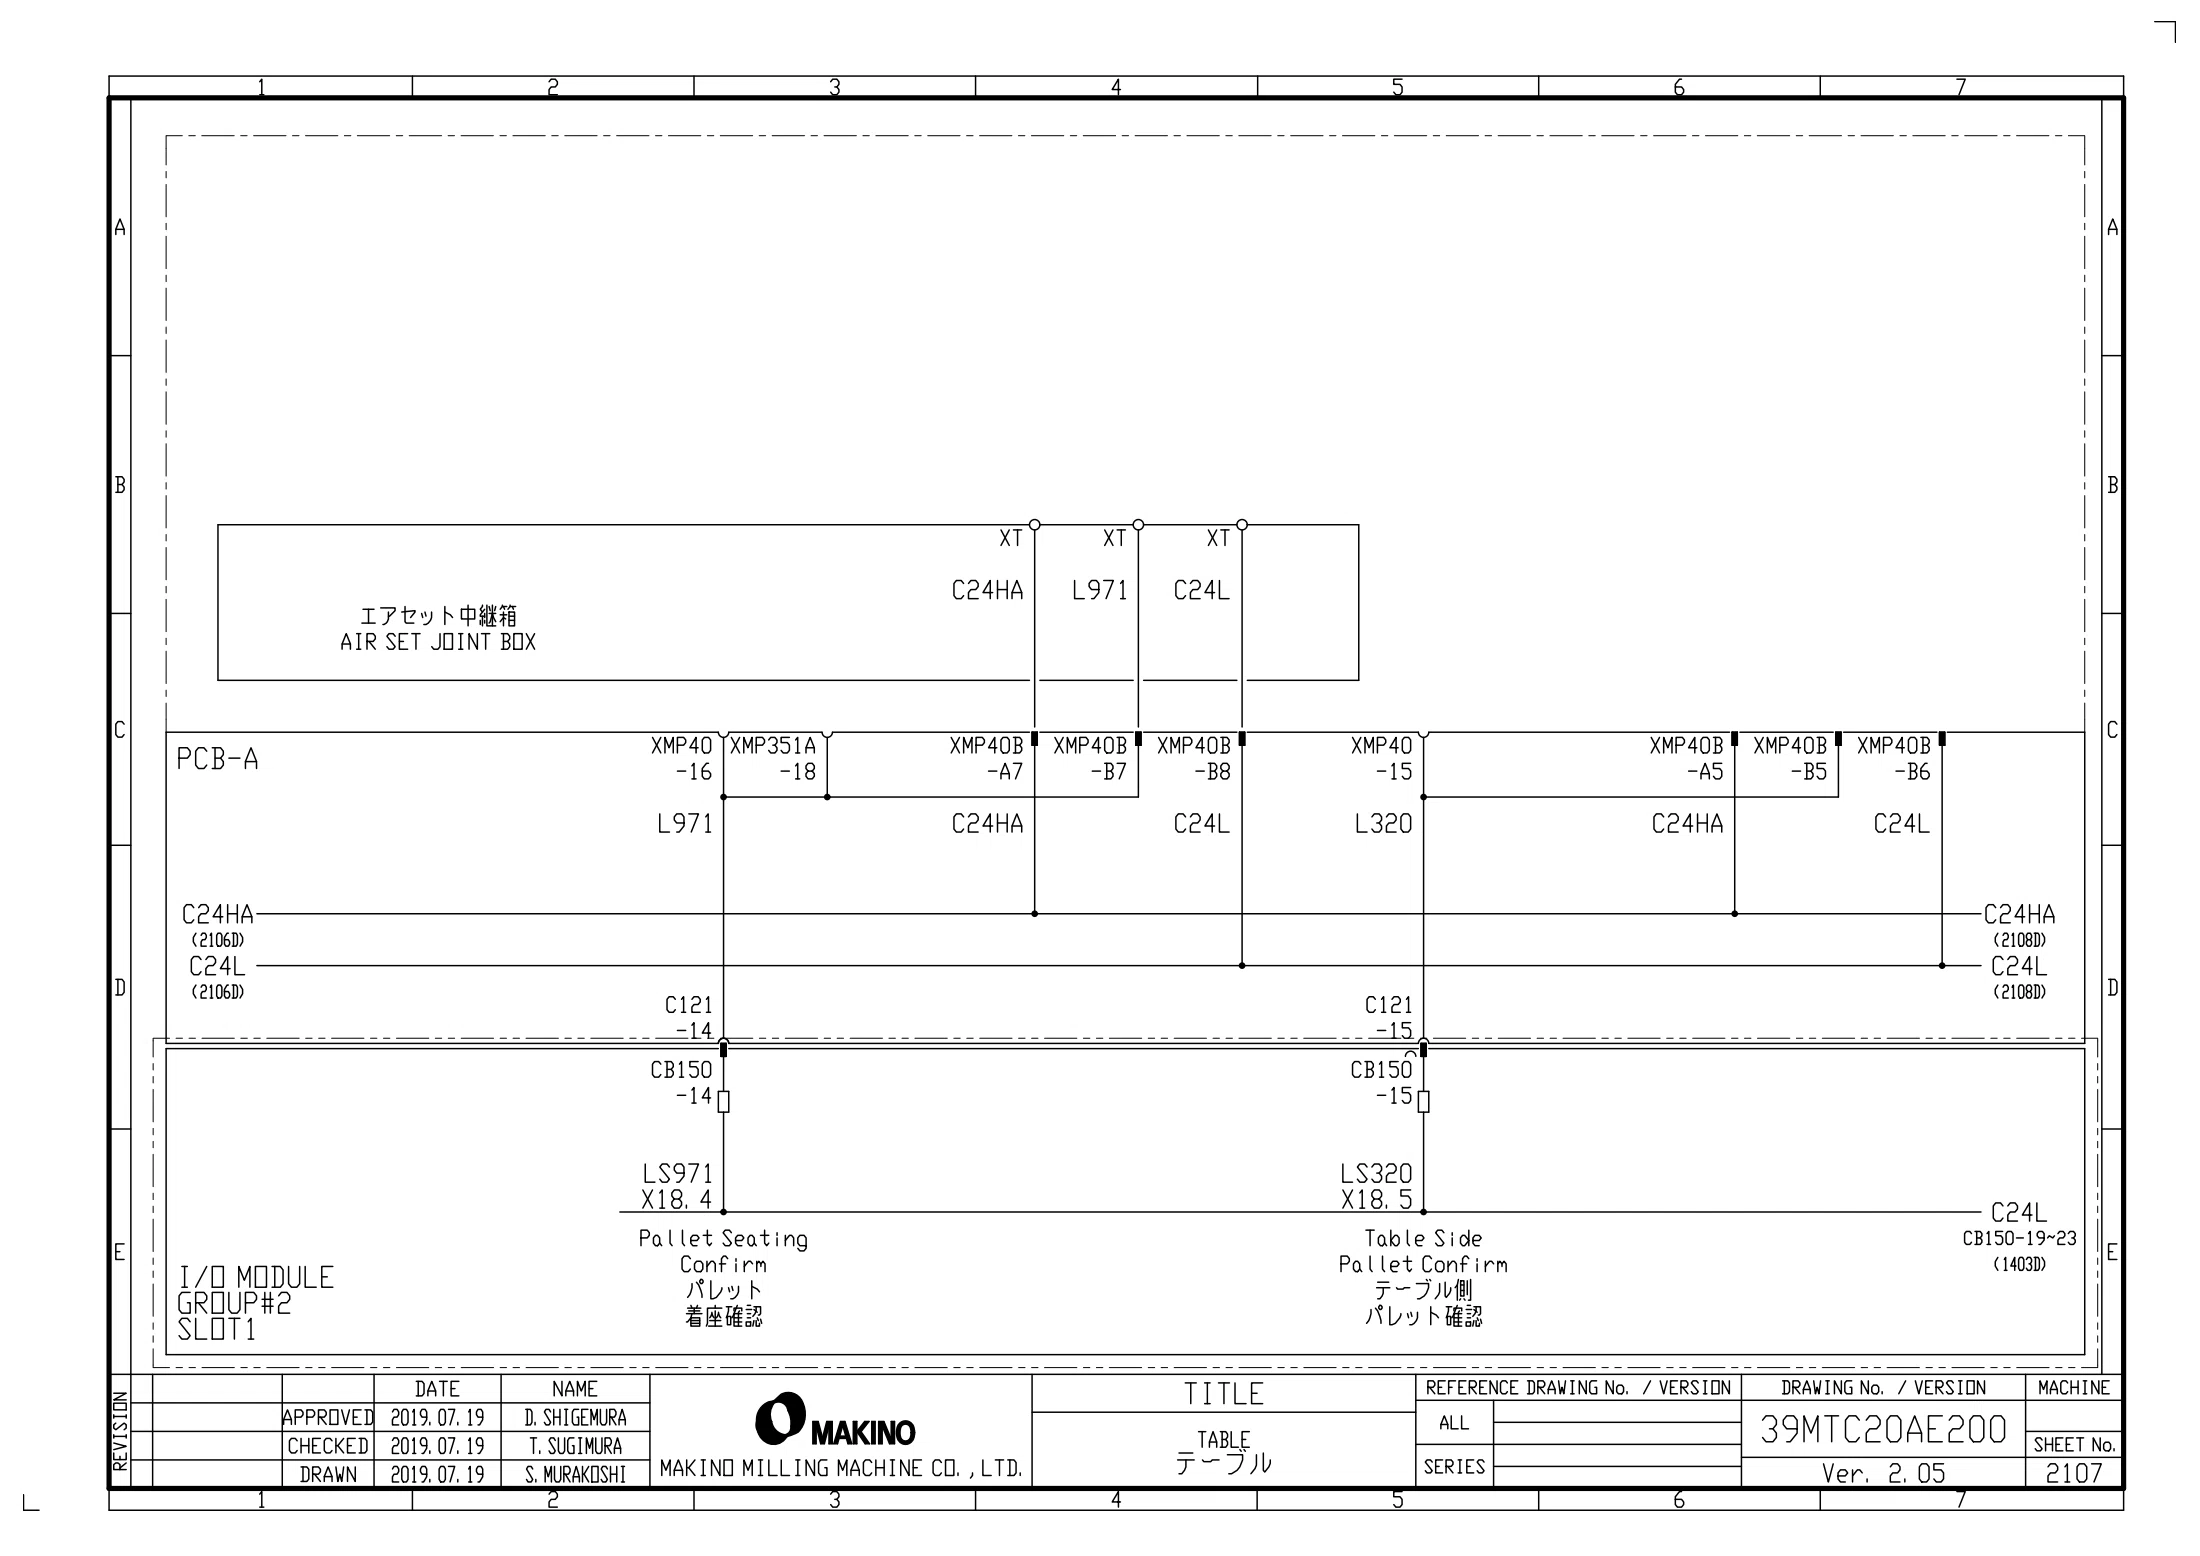 1 2 3 4 5 6 7
A A
B B
C C
D D
E E
XT XT XT
C24HA L971 C24L
エアセット中継箱
AIR SET JOINT BOX
PCB-A
XMP40 XMP351A XMP40B XMP40B XMP40B XMP40 XMP40B XMP40B XMP40B
-16 -18 -A7 -B7 -B8 -15 -A5 -B5 -B6
L971 C24HA C24L L320 C24HA C24L
C24HA C24HA
(2106D) (2108D)
C24L C24L
(2106D) (2108D)
C121 C121
-14 -15
CB150 CB150
-14 -15
LS971 LS320
X18.4 X18.5
C24L
CB150-19~23
(1403D)
Pallet Seating
Confirm
パレット
着座確認
Table Side
Pallet Confirm
テーブル側
パレット確認
I/O MODULE
GROUP#2
SLOT1
REVISION
DATE NAME
APPROVED 2019.07.19 D. SHIGEMURA
CHECKED 2019.07.19 T. SUGIMURA
DRAWN 2019.07.19 S. MURAKOSHI
MAKINO
MAKINO MILLING MACHINE CO.,LTD.
TITLE
TABLE
テーブル
REFERENCE DRAWING No. / VERSION
ALL
SERIES
DRAWING No. / VERSION
39MTC20AE200
Ver. 2.05
MACHINE
SHEET No.
2107
1 2 3 4 5 6 7